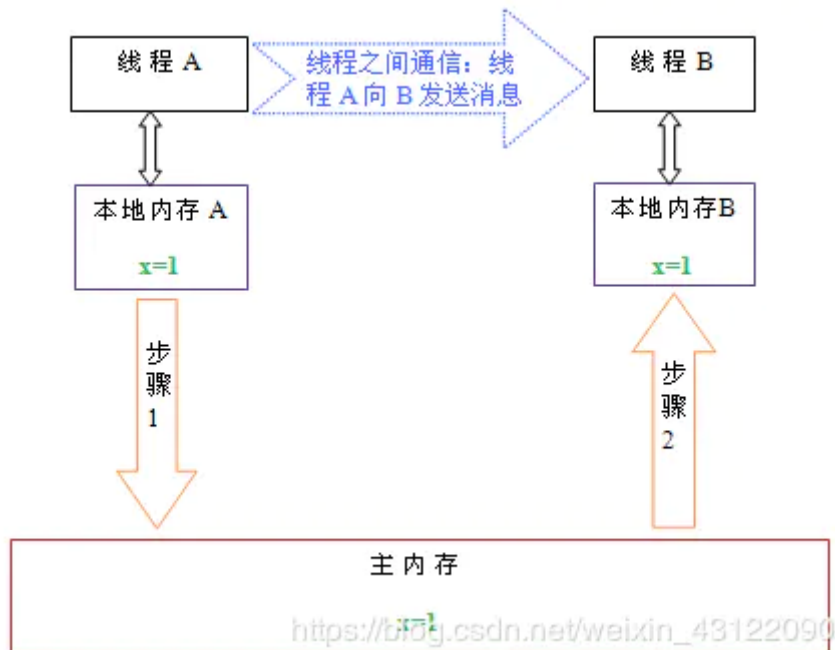 线程 A
线程之间通信：线
程 A 向 B 发送消息
线程 B
本地内存 A
x=1
本地内存B
x=1
步
骤
1
步
骤
2
主内存
x=1
https://blog.csdn.net/weixin_43122090